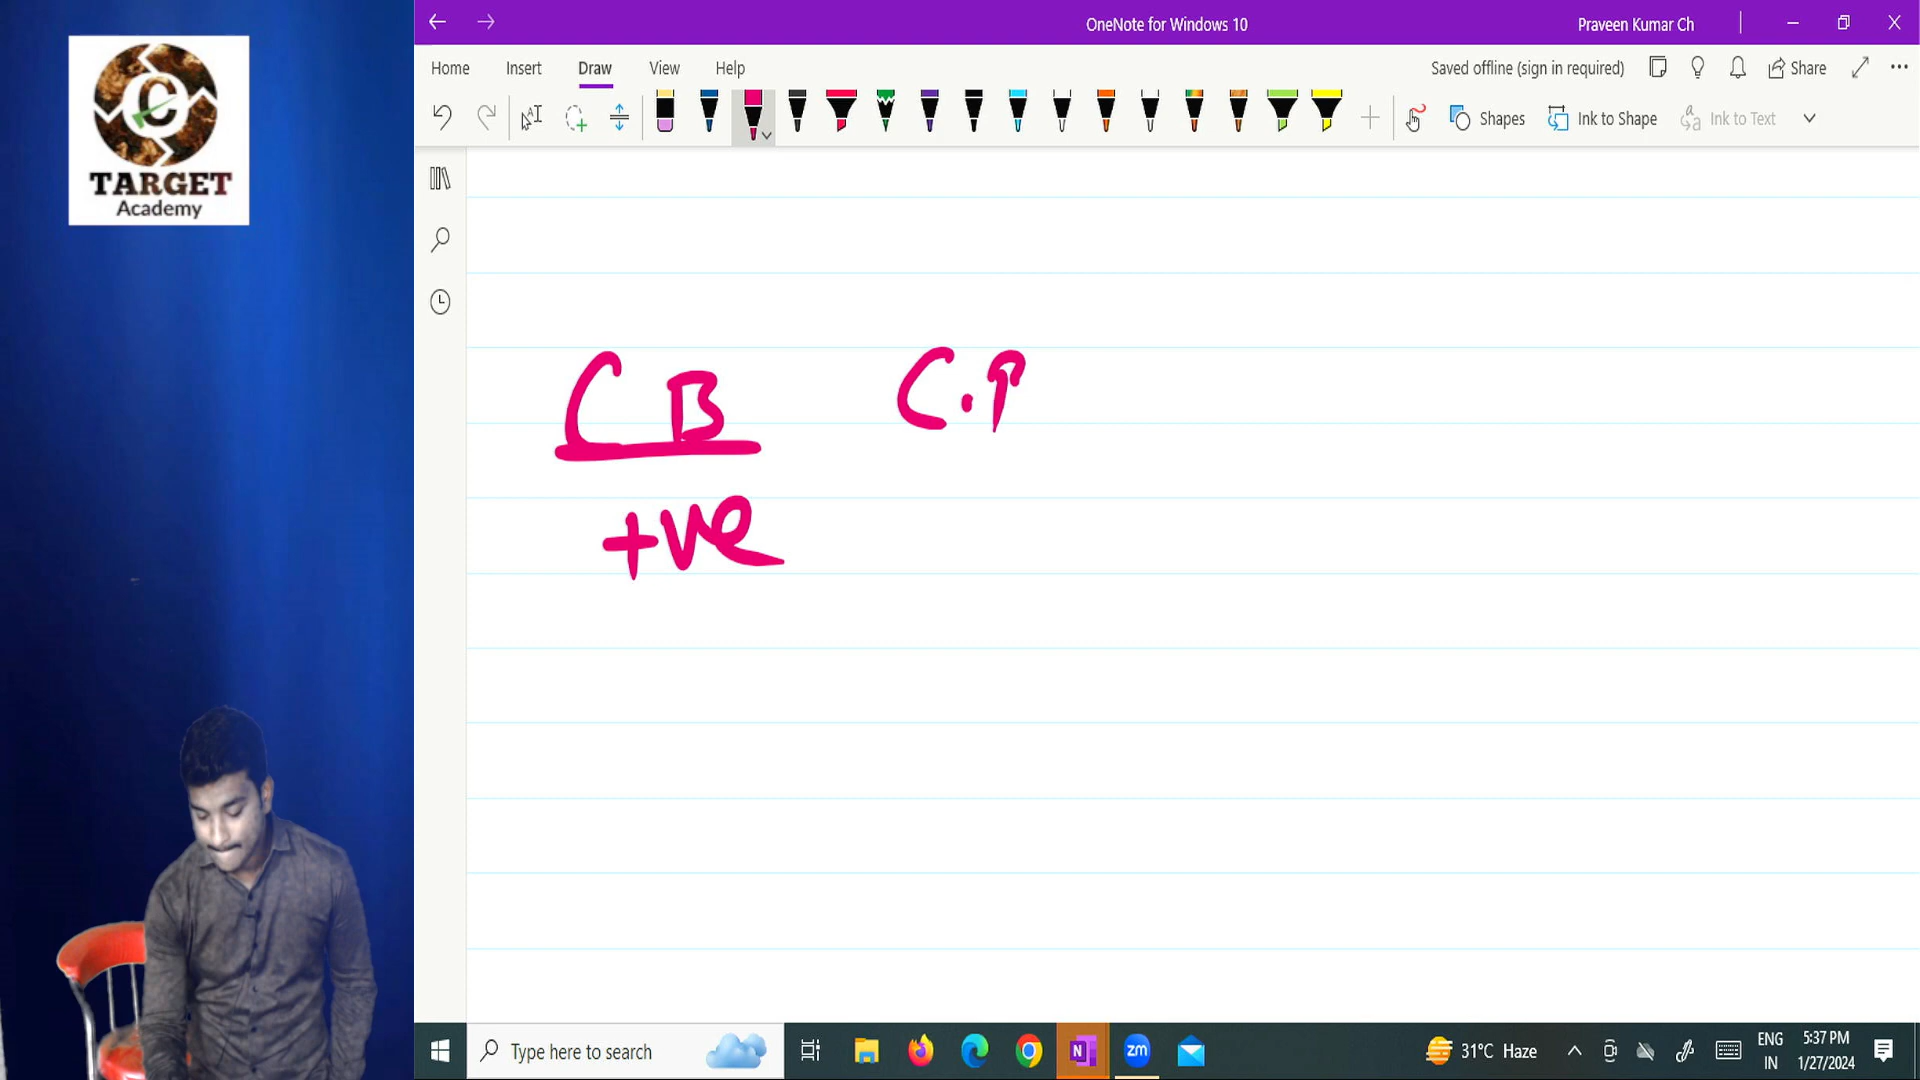 TARGET
Academy
OneNote for Windows 10
Praveen Kumar Ch
Home Insert Draw View Help
Saved offline (sign in required)
Share
Shapes
Ink to Shape
Ink to Text
C B C.P
+ve
Type here to search
zm
31°C Haze
ENG
IN
5:37 PM
1/27/2024